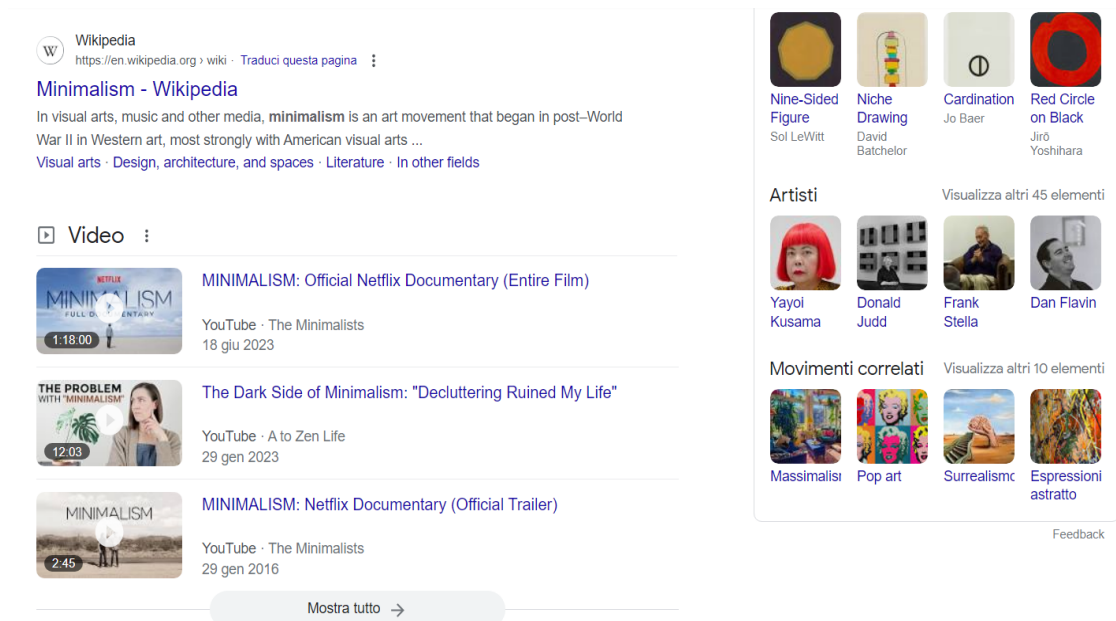 W
Wikipedia
https://en.wikipedia.org › wiki · Traduci questa pagina
Minimalism - Wikipedia
In visual arts, music and other media, minimalism is an art movement that began in post–World
War II in Western art, most strongly with American visual arts ...
Visual arts · Design, architecture, and spaces · Literature · In other fields
Video
NETFLIX
MINIMALISM
FULL DOCUMENTARY
1:18:00
MINIMALISM: Official Netflix Documentary (Entire Film)
YouTube · The Minimalists
18 giu 2023
THE PROBLEM
WITH "MINIMALISM"
12:03
The Dark Side of Minimalism: "Decluttering Ruined My Life"
YouTube · A to Zen Life
29 gen 2023
MINIMALISM
2:45
MINIMALISM: Netflix Documentary (Official Trailer)
YouTube · The Minimalists
29 gen 2016
Mostra tutto
Nine-Sided
Figure
Sol LeWitt
Niche
Drawing
David
Batchelor
Cardination
Jo Baer
Red Circle
on Black
Jirō
Yoshihara
Artisti
Visualizza altri 45 elementi
Yayoi
Kusama
Donald
Judd
Frank
Stella
Dan Flavin
Movimenti correlati
Visualizza altri 10 elementi
Massimalisr
Pop art
Surrealismo
Espressioni
astratto
Feedback